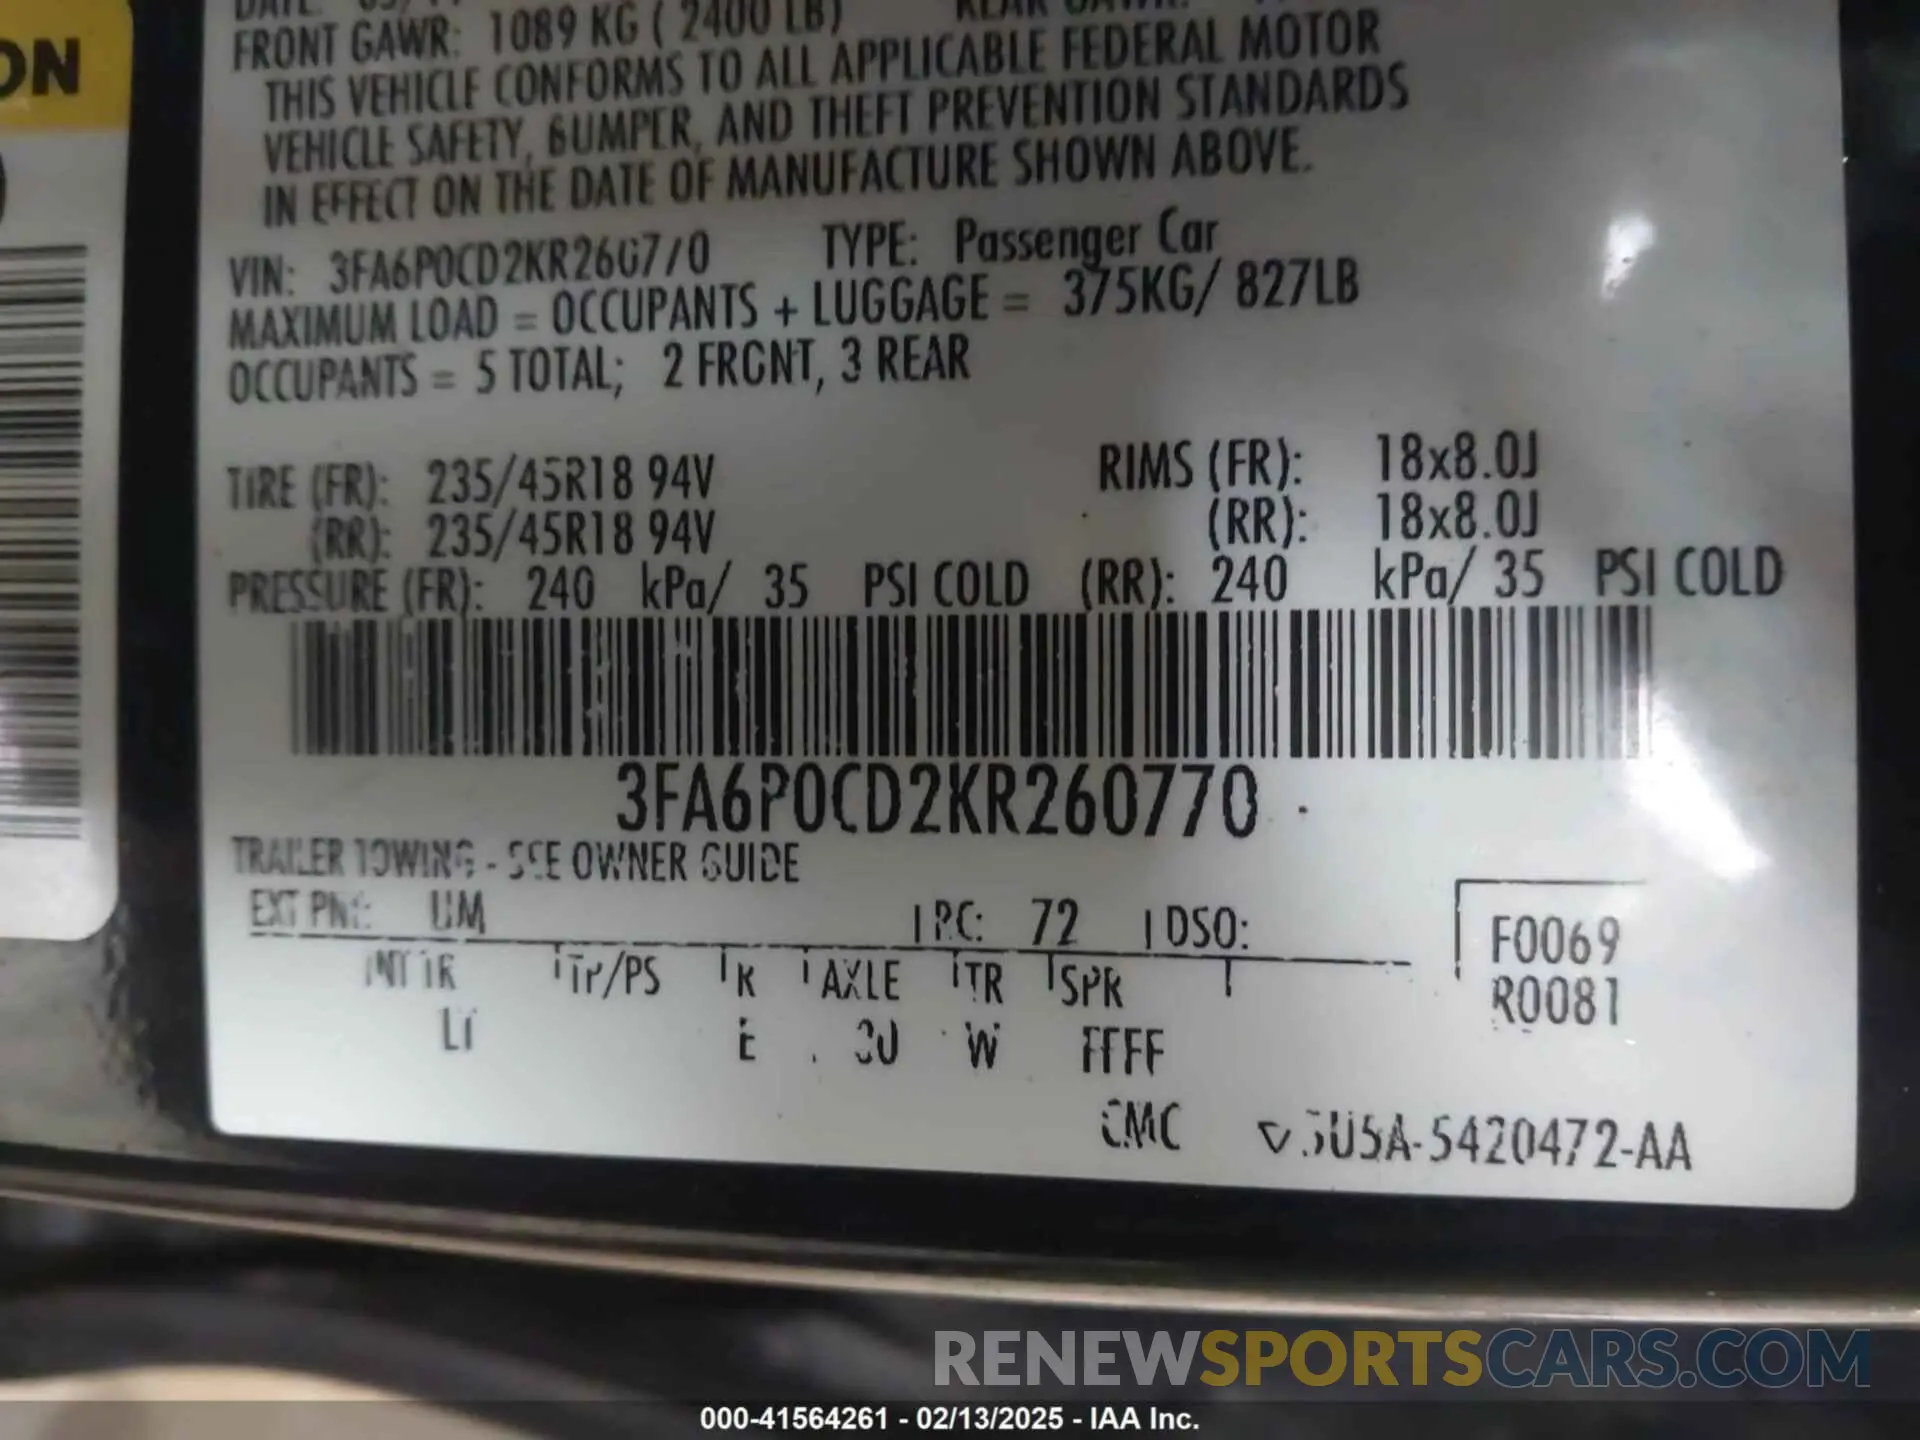 ON
FRONT GAWR: 1089 KG ( 2400 LB)
THIS VEHICLE CONFORMS TO ALL APPLICABLE FEDERAL MOTOR
VEHICLE SAFETY, BUMPER, AND THEFT PREVENTION STANDARDS
IN EFFECT ON THE DATE OF MANUFACTURE SHOWN ABOVE.
VIN: 3FA6P0CD2KR260770 TYPE: Passenger Car
MAXIMUM LOAD = OCCUPANTS + LUGGAGE = 375KG/ 827LB
OCCUPANTS = 5 TOTAL; 2 FRONT, 3 REAR
TIRE (FR): 235/45R18 94V RIMS (FR): 18x8.0J
(RR): 235/45R18 94V (RR): 18x8.0J
PRESSURE (FR): 240 kPa/ 35 PSI COLD (RR): 240 kPa/ 35 PSI COLD
3FA6P0CD2KR260770
TRAILER TOWING - SEE OWNER GUIDE
EXT PNT: UM RC: 72 DSO:
INT TR TP/PS R AXLE TR SPR
E W FFFF
F0069
R0081
5U5A-5420472-AA
RENEWSPORTSCARS.COM
000-41564261 - 02/13/2025 - IAA Inc.